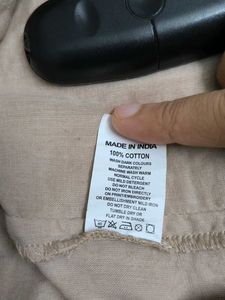 MADE IN INDIA
100% COTTON
WASH DARK COLOURS
SEPARATELY
MACHINE WASH WARM
NORMAL CYCLE
USE MILD DETERGENT
DO NOT BLEACH
DO NOT IRON DIRECTLY
ON PRINT/EMBROIDERY
OR EMBELLISHMENT MILD IRON
DO NOT DRY CLEAN
TUMBLE DRY OR
FLAT DRY IN SHADE